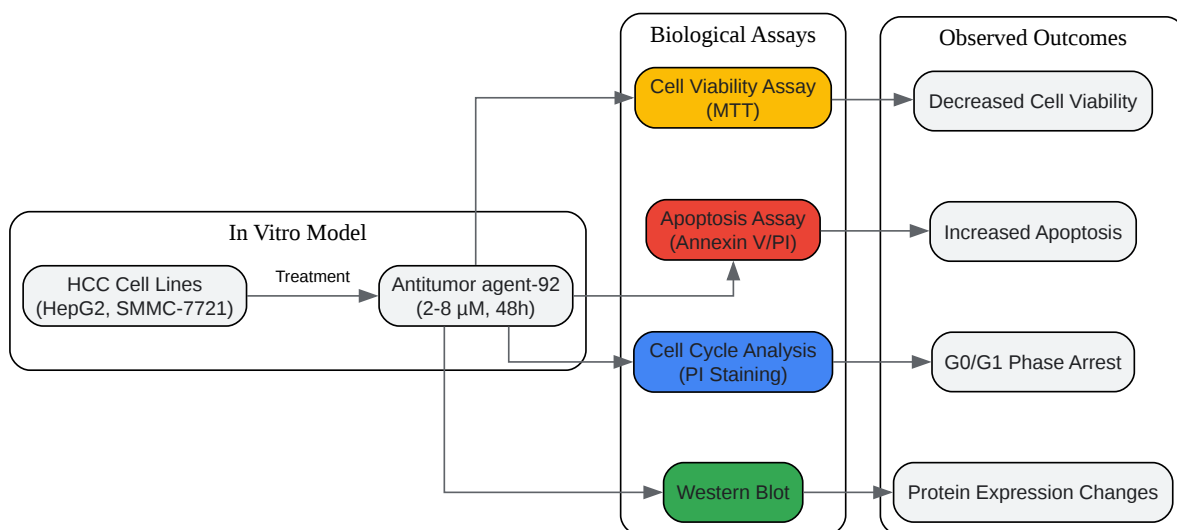 Biological Assays
Observed Outcomes
Cell Viability Assay
(MTT)
Decreased Cell Viability
In Vitro Model
Apoptosis Assay
(Annexin V/PI)
Increased Apoptosis
HCC Cell Lines
(HepG2, SMMC-7721)
Treatment
Antitumor agent-92
(2-8 µM, 48h)
Cell Cycle Analysis
(PI Staining)
G0/G1 Phase Arrest
Western Blot
Protein Expression Changes